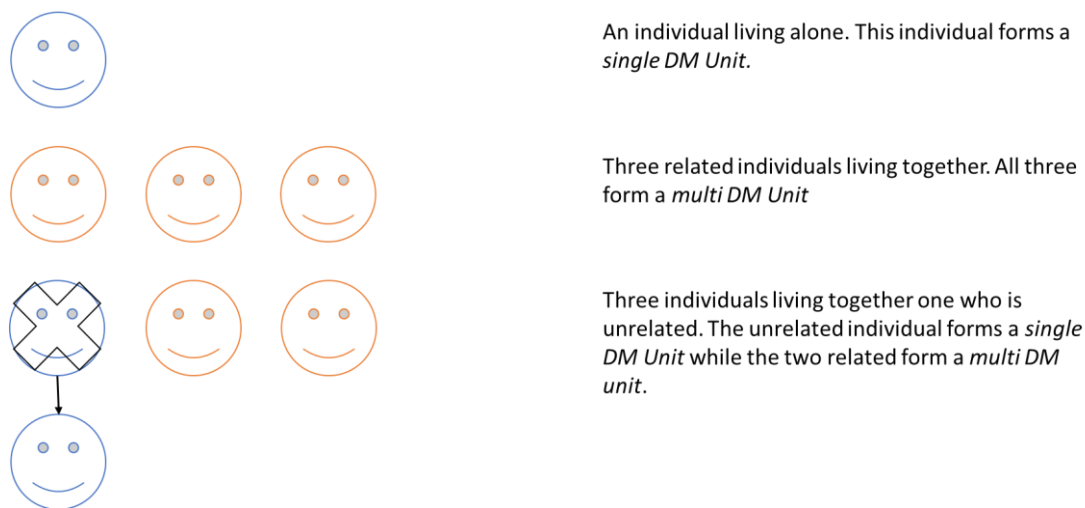 An individual living alone. This individual forms a
single DM Unit.
Three related individuals living together. All three
form a multi DM Unit
Three individuals living together one who is
unrelated. The unrelated individual forms a single
DM Unit while the two related form a multi DM
unit.